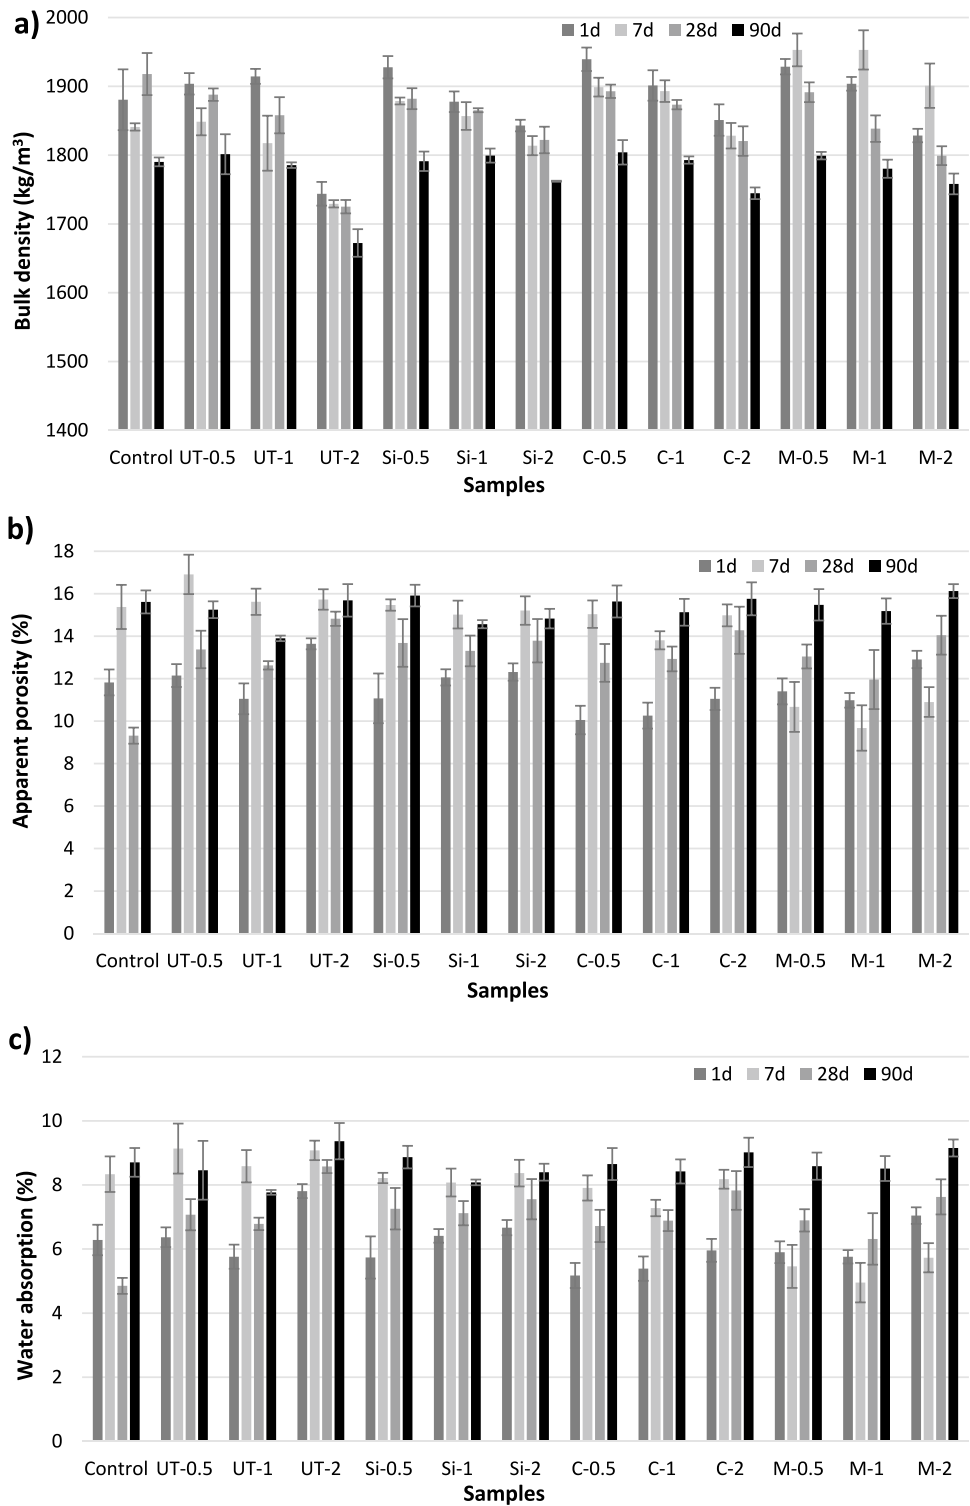 a)
2000
1d 7d 28d 90d
1900
1800
1700
1600
1500
1400
Bulk density (kg/m³)
Control UT-0.5 UT-1 UT-2 Si-0.5 Si-1 Si-2 C-0.5 C-1 C-2 M-0.5 M-1 M-2
Samples
b)
18
1d 7d 28d 90d
16
14
12
10
8
6
4
2
0
Apparent porosity (%)
Control UT-0.5 UT-1 UT-2 Si-0.5 Si-1 Si-2 C-0.5 C-1 C-2 M-0.5 M-1 M-2
Samples
c)
12
1d 7d 28d 90d
10
8
6
4
2
0
Water absorption (%)
Control UT-0.5 UT-1 UT-2 Si-0.5 Si-1 Si-2 C-0.5 C-1 C-2 M-0.5 M-1 M-2
Samples